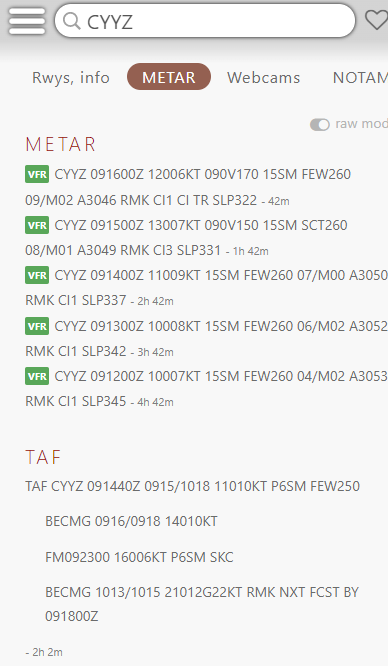 CYYZ
Rwys, info METAR Webcams NOTAM
raw mod
METAR
VFR CYYZ 091600Z 12006KT 090V170 15SM FEW260
09/M02 A3046 RMK CI1 CI TR SLP322 - 42m
VFR CYYZ 091500Z 13007KT 090V150 15SM SCT260
08/M01 A3049 RMK CI3 SLP331 - 1h 42m
VFR CYYZ 091400Z 11009KT 15SM FEW260 07/M00 A3050
RMK CI1 SLP337 - 2h 42m
VFR CYYZ 091300Z 10008KT 15SM FEW260 06/M02 A3052
RMK CI1 SLP342 - 3h 42m
VFR CYYZ 091200Z 10007KT 15SM FEW260 04/M02 A3053
RMK CI1 SLP345 - 4h 42m
TAF
TAF CYYZ 091440Z 0915/1018 11010KT P6SM FEW250
BECMG 0916/0918 14010KT
FM092300 16006KT P6SM SKC
BECMG 1013/1015 21012G22KT RMK NXT FCST BY
091800Z
- 2h 2m